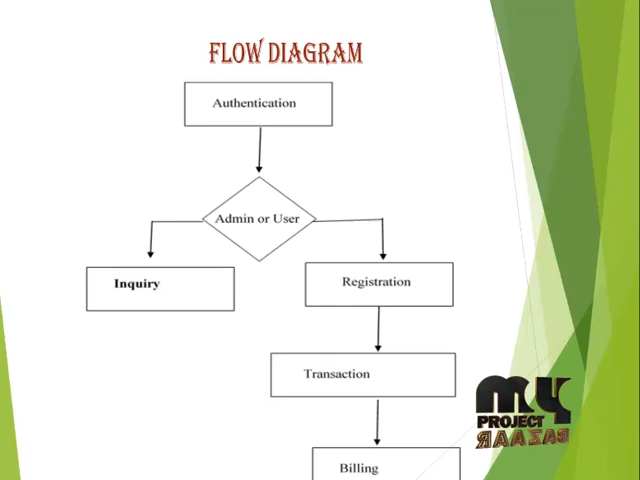 FLOW DIAGRAM
Authentication
Admin or User
Inquiry
Registration
Transaction
Billing
MY
PROJECT
BAZAAR